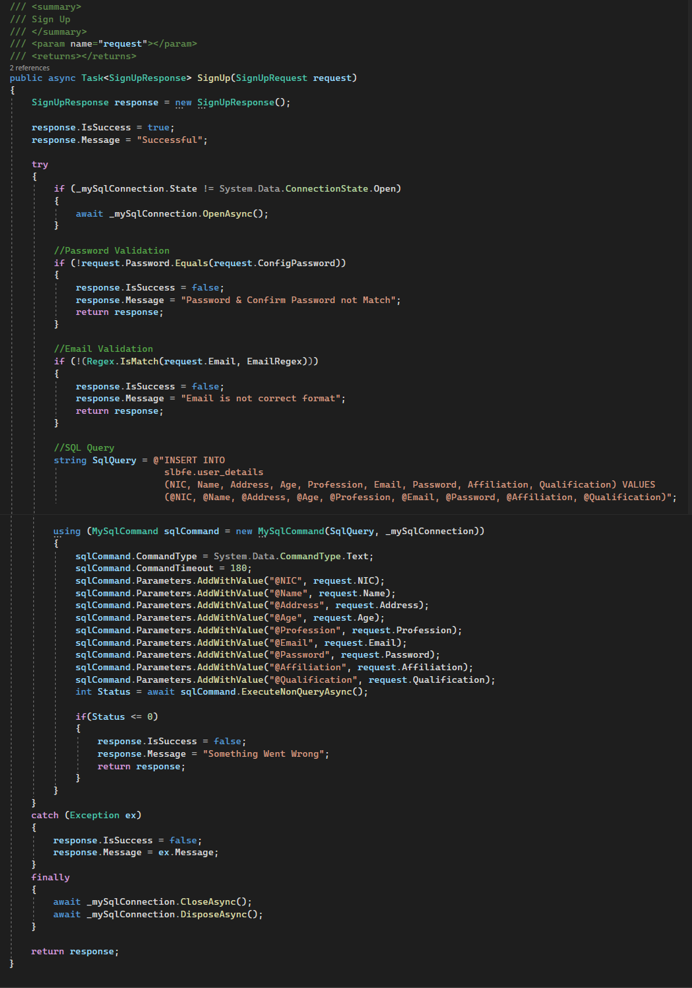 /// <summary>
/// Sign Up
/// </summary>
/// <param name="request"></param>
/// <returns></returns>
2 references
public async Task<SignUpResponse> SignUp(SignUpRequest request)
{
    SignUpResponse response = new SignUpResponse();

    response.IsSuccess = true;
    response.Message = "Successful";

    try
    {
        if (_mySqlConnection.State != System.Data.ConnectionState.Open)
        {
            await _mySqlConnection.OpenAsync();
        }

        //Password Validation
        if (!request.Password.Equals(request.ConfigPassword))
        {
            response.IsSuccess = false;
            response.Message = "Password & Confirm Password not Match";
            return response;
        }

        //Email Validation
        if (!(Regex.IsMatch(request.Email, EmailRegex)))
        {
            response.IsSuccess = false;
            response.Message = "Email is not correct format";
            return response;
        }

        //SQL Query
        string SqlQuery = @"INSERT INTO
                            slbfe.user_details
                            (NIC, Name, Address, Age, Profession, Email, Password, Affiliation, Qualification) VALUES
                            (@NIC, @Name, @Address, @Age, @Profession, @Email, @Password, @Affiliation, @Qualification)";

        using (MySqlCommand sqlCommand = new MySqlCommand(SqlQuery, _mySqlConnection))
        {
            sqlCommand.CommandType = System.Data.CommandType.Text;
            sqlCommand.CommandTimeout = 180;
            sqlCommand.Parameters.AddWithValue("@NIC", request.NIC);
            sqlCommand.Parameters.AddWithValue("@Name", request.Name);
            sqlCommand.Parameters.AddWithValue("@Address", request.Address);
            sqlCommand.Parameters.AddWithValue("@Age", request.Age);
            sqlCommand.Parameters.AddWithValue("@Profession", request.Profession);
            sqlCommand.Parameters.AddWithValue("@Email", request.Email);
            sqlCommand.Parameters.AddWithValue("@Password", request.Password);
            sqlCommand.Parameters.AddWithValue("@Affiliation", request.Affiliation);
            sqlCommand.Parameters.AddWithValue("@Qualification", request.Qualification);
            int Status = await sqlCommand.ExecuteNonQueryAsync();

            if(Status <= 0)
            {
                response.IsSuccess = false;
                response.Message = "Something Went Wrong";
                return response;
            }
        }
    }
    catch (Exception ex)
    {
        response.IsSuccess = false;
        response.Message = ex.Message;
    }
    finally
    {
        await _mySqlConnection.CloseAsync();
        await _mySqlConnection.DisposeAsync();
    }

    return response;
}